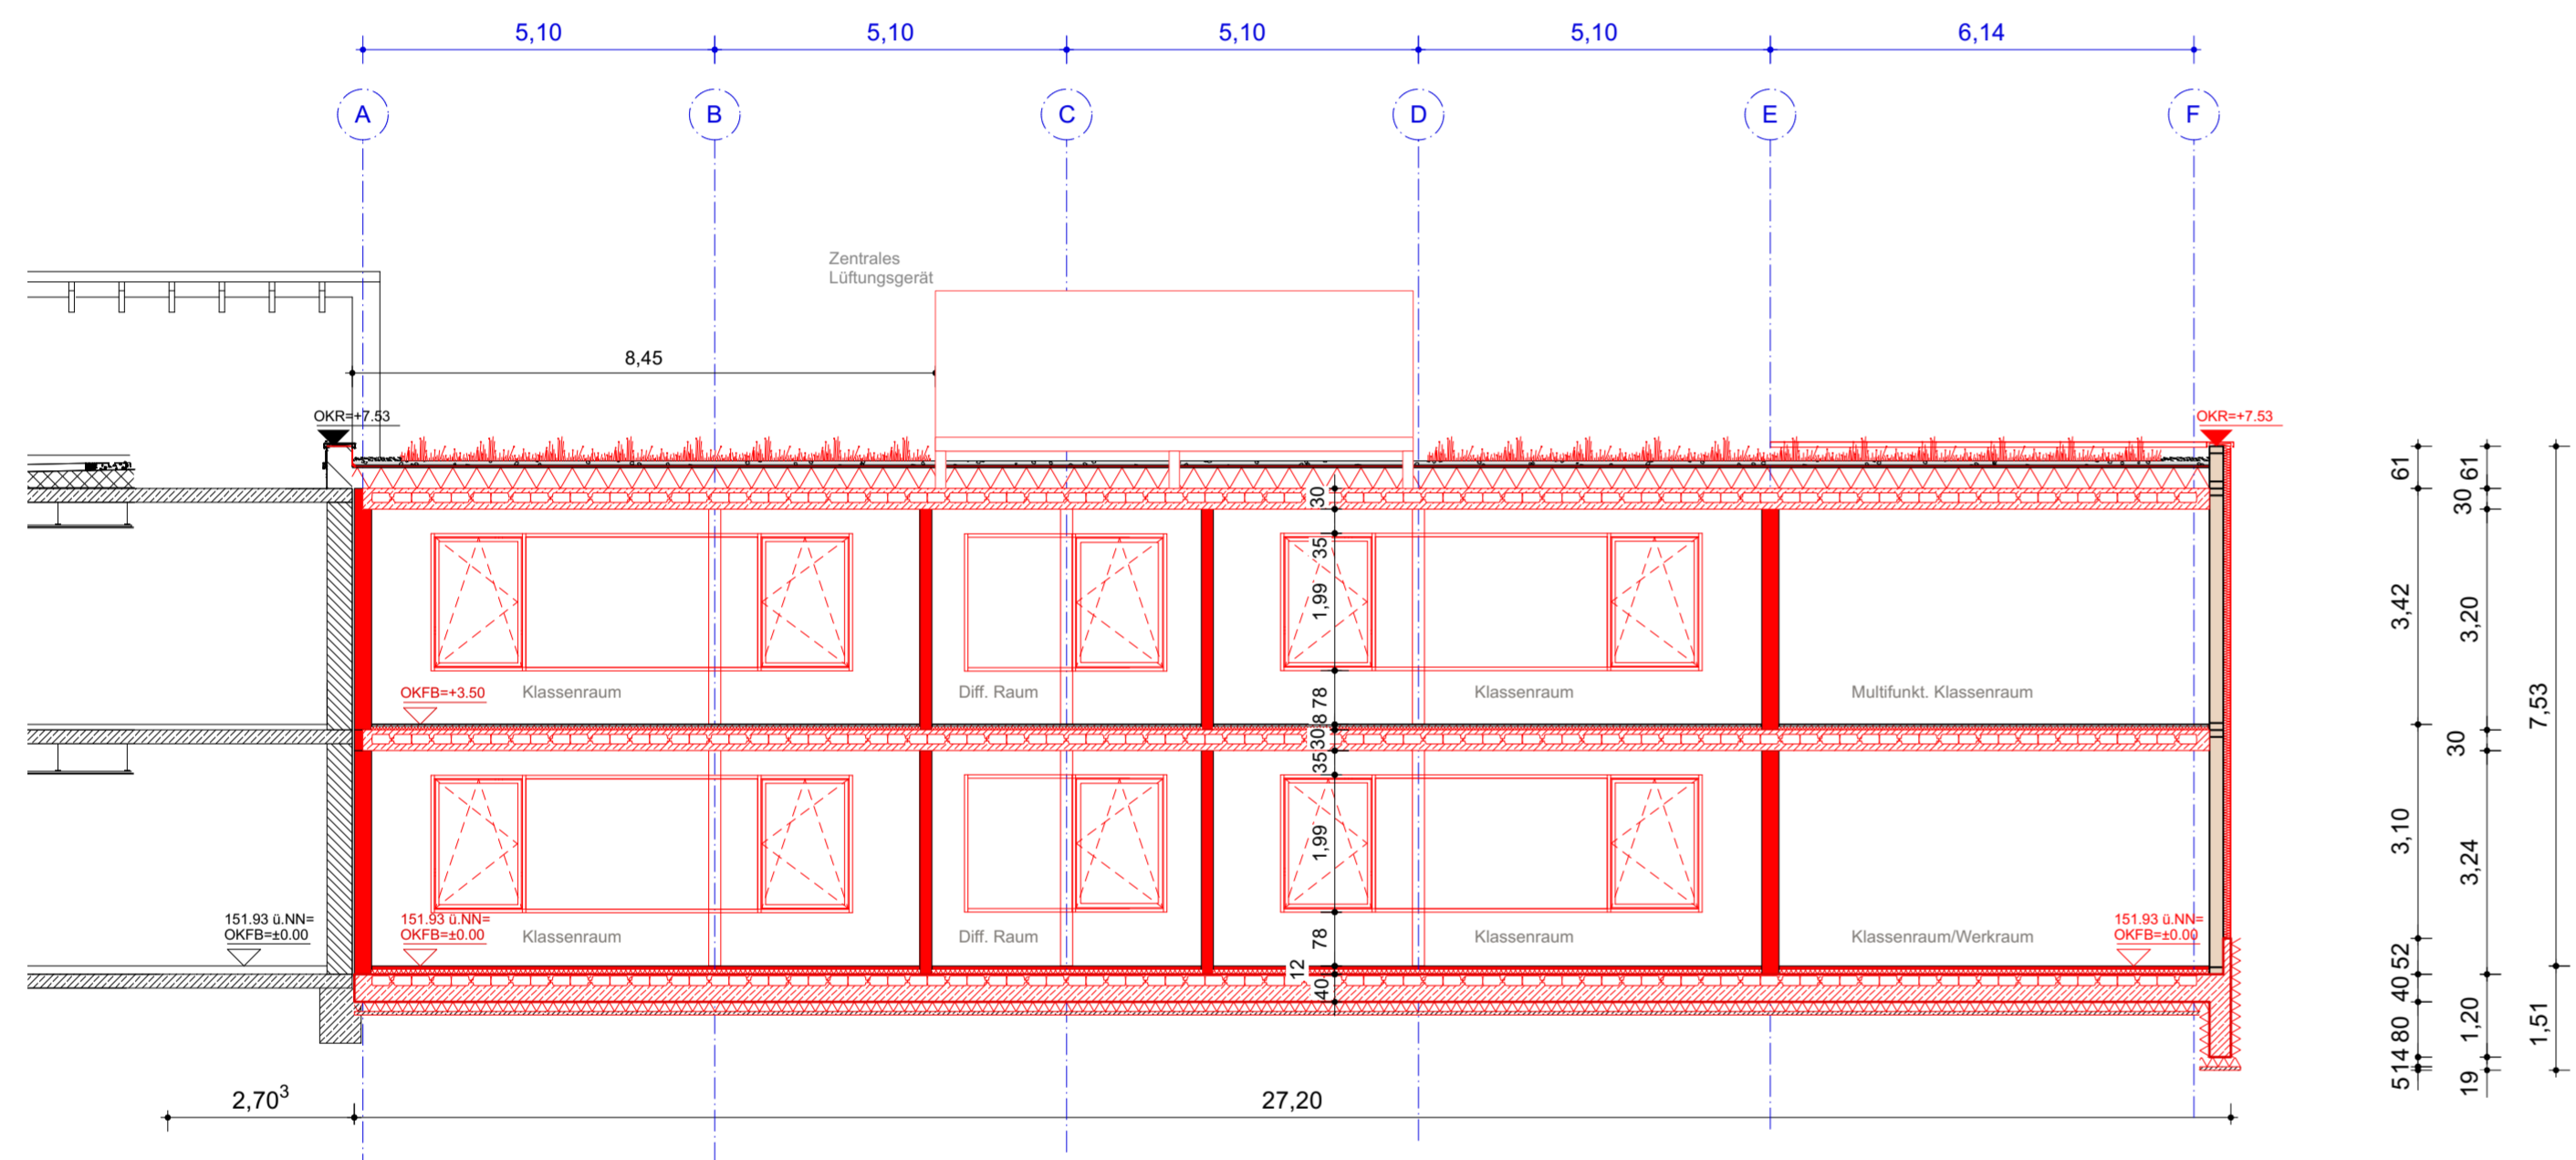 5,10
5,10
5,10
5,10
6,14
A
B
C
D
E
F
Zentrales
Lüftungsgerät
8,45
OKR=+7.53
OKR=+7.53
61
61
30
30
35
1,99
3,42
3,20
7,53
OKFB=+3.50
Klassenraum
Diff. Raum
Klassenraum
Multifunkt. Klassenraum
78
8
30
30
35
1,99
3,10
3,24
151.93 ü.NN=
OKFB=±0.00
151.93 ü.NN=
OKFB=±0.00
Klassenraum
Diff. Raum
Klassenraum
Klassenraum/Werkraum
151.93 ü.NN=
OKFB=±0.00
78
12
40
52
40
80
14
5
1,20
19
1,51
2,70³
27,20